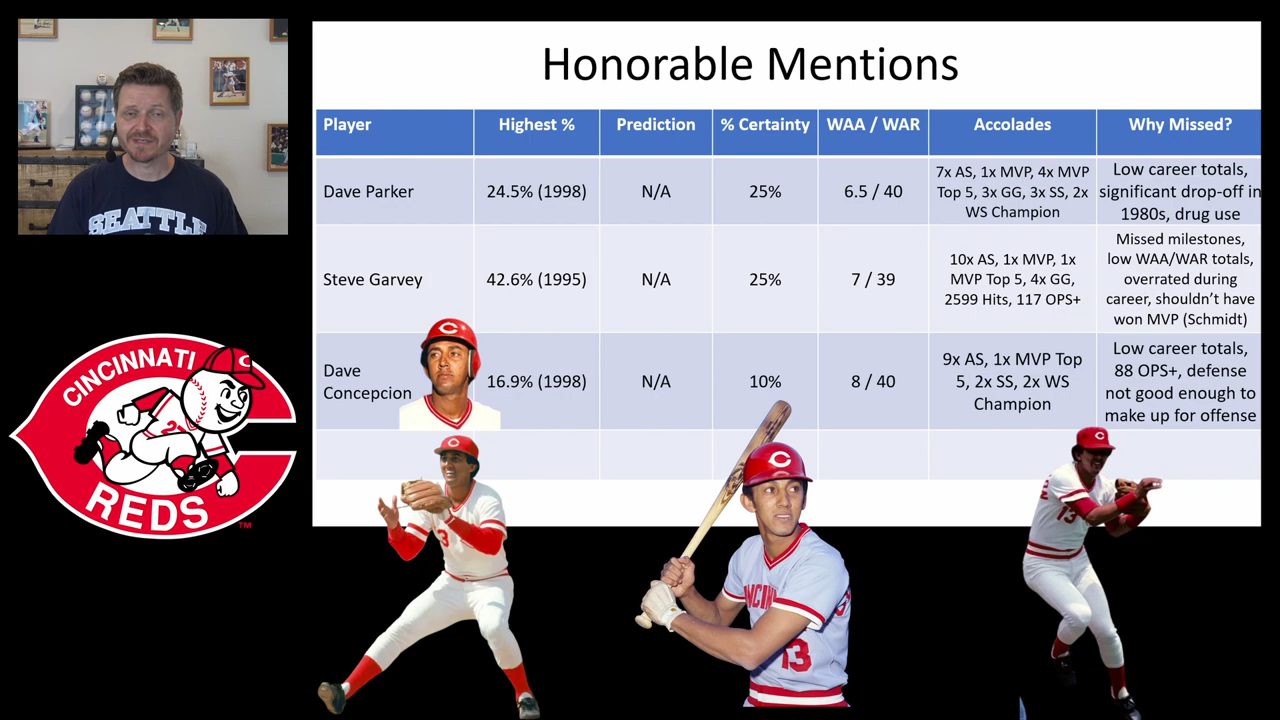 Honorable Mentions
Player
Highest %
Prediction
% Certainty
WAA / WAR
Accolades
Why Missed?
Dave Parker
24.5% (1998)
N/A
25%
6.5 / 40
7x AS, 1x MVP, 4x MVP
Top 5, 3x GG, 3x SS, 2x
WS Champion
Low career totals,
significant drop-off in
1980s, drug use
Steve Garvey
42.6% (1995)
N/A
25%
7 / 39
10x AS, 1x MVP, 1x
MVP Top 5, 4x GG,
2599 Hits, 117 OPS+
Missed milestones,
low WAA/WAR totals,
overrated during
career, shouldn't have
won MVP (Schmidt)
Dave
Concepcion
16.9% (1998)
N/A
10%
8 / 40
9x AS, 1x MVP Top
5, 2x SS, 2x WS
Champion
Low career totals,
88 OPS+, defense
not good enough to
make up for offense
SEATTLE
CINCINNATI
REDS
TM
3
13
13